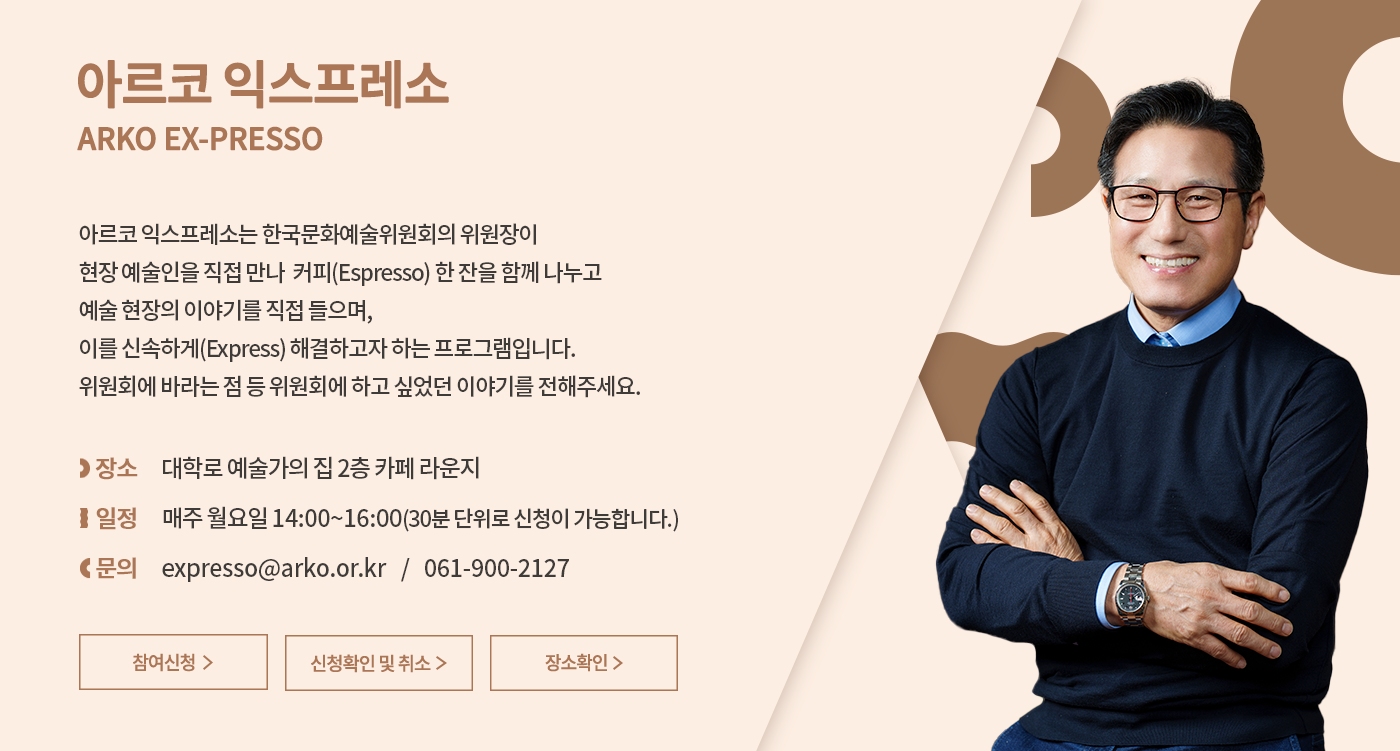 아르코 익스프레소
ARKO EX-PRESSO
아르코 익스프레소는 한국문화예술위원회의 위원장이
현장 예술인을 직접 만나 커피(Espresso) 한 잔을 함께 나누고
예술 현장의 이야기를 직접 들으며,
이를 신속하게(Express) 해결하고자 하는 프로그램입니다.
위원회에 바라는 점 등 위원회에 하고 싶었던 이야기를 전해주세요.
장소 대학로 예술가의 집 2층 카페 라운지
일정 매주 월요일 14:00~16:00(30분 단위로 신청이 가능합니다.)
문의 expresso@arko.or.kr / 061-900-2127
참여신청 >
신청확인 및 취소 >
장소확인 >